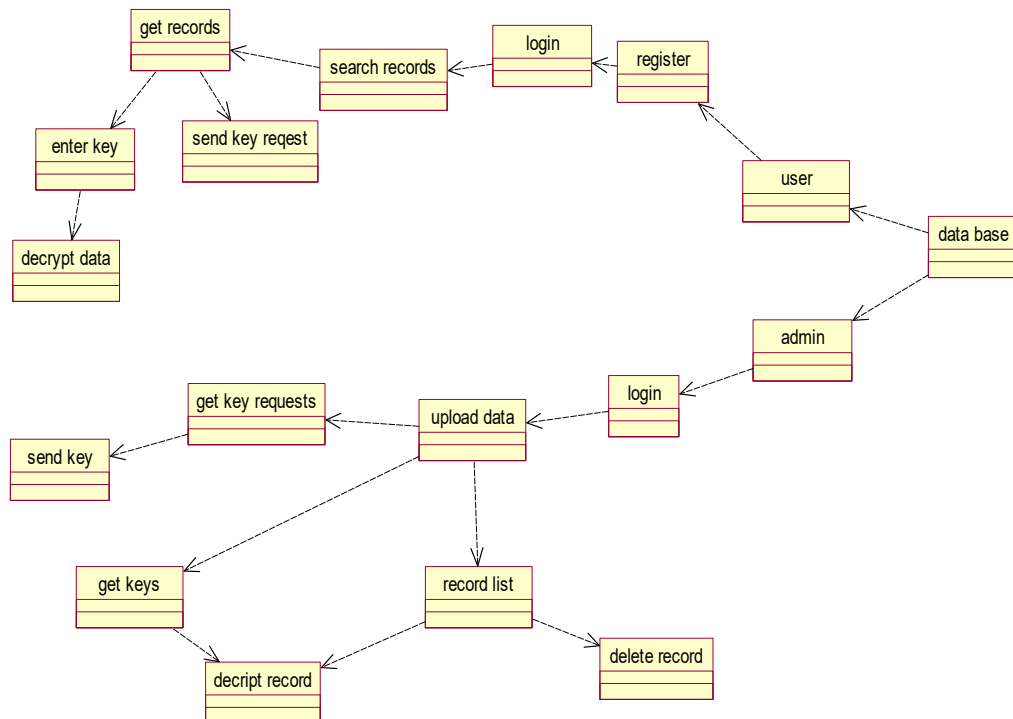 get records
login
register
search records
enter key
send key reqest
user
data base
decrypt data
admin
login
get key requests
upload data
send key
get keys
record list
delete record
decript record